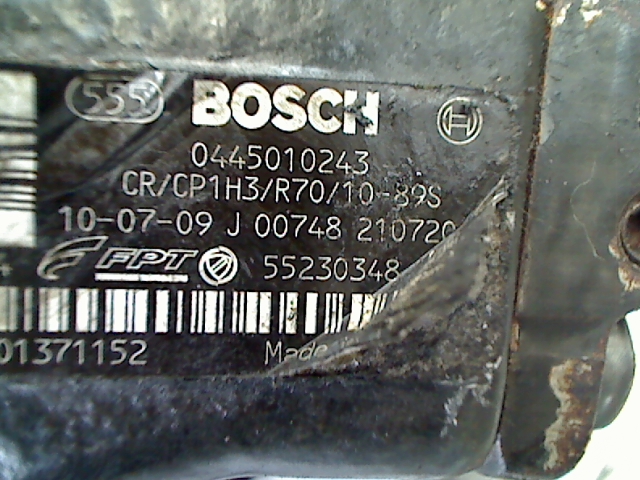 555 BOSCH
0445010243
CR/CP1H3/R70/10-89S
10-07-09 J 00748 210720
FPT 55230348
01371152 Made